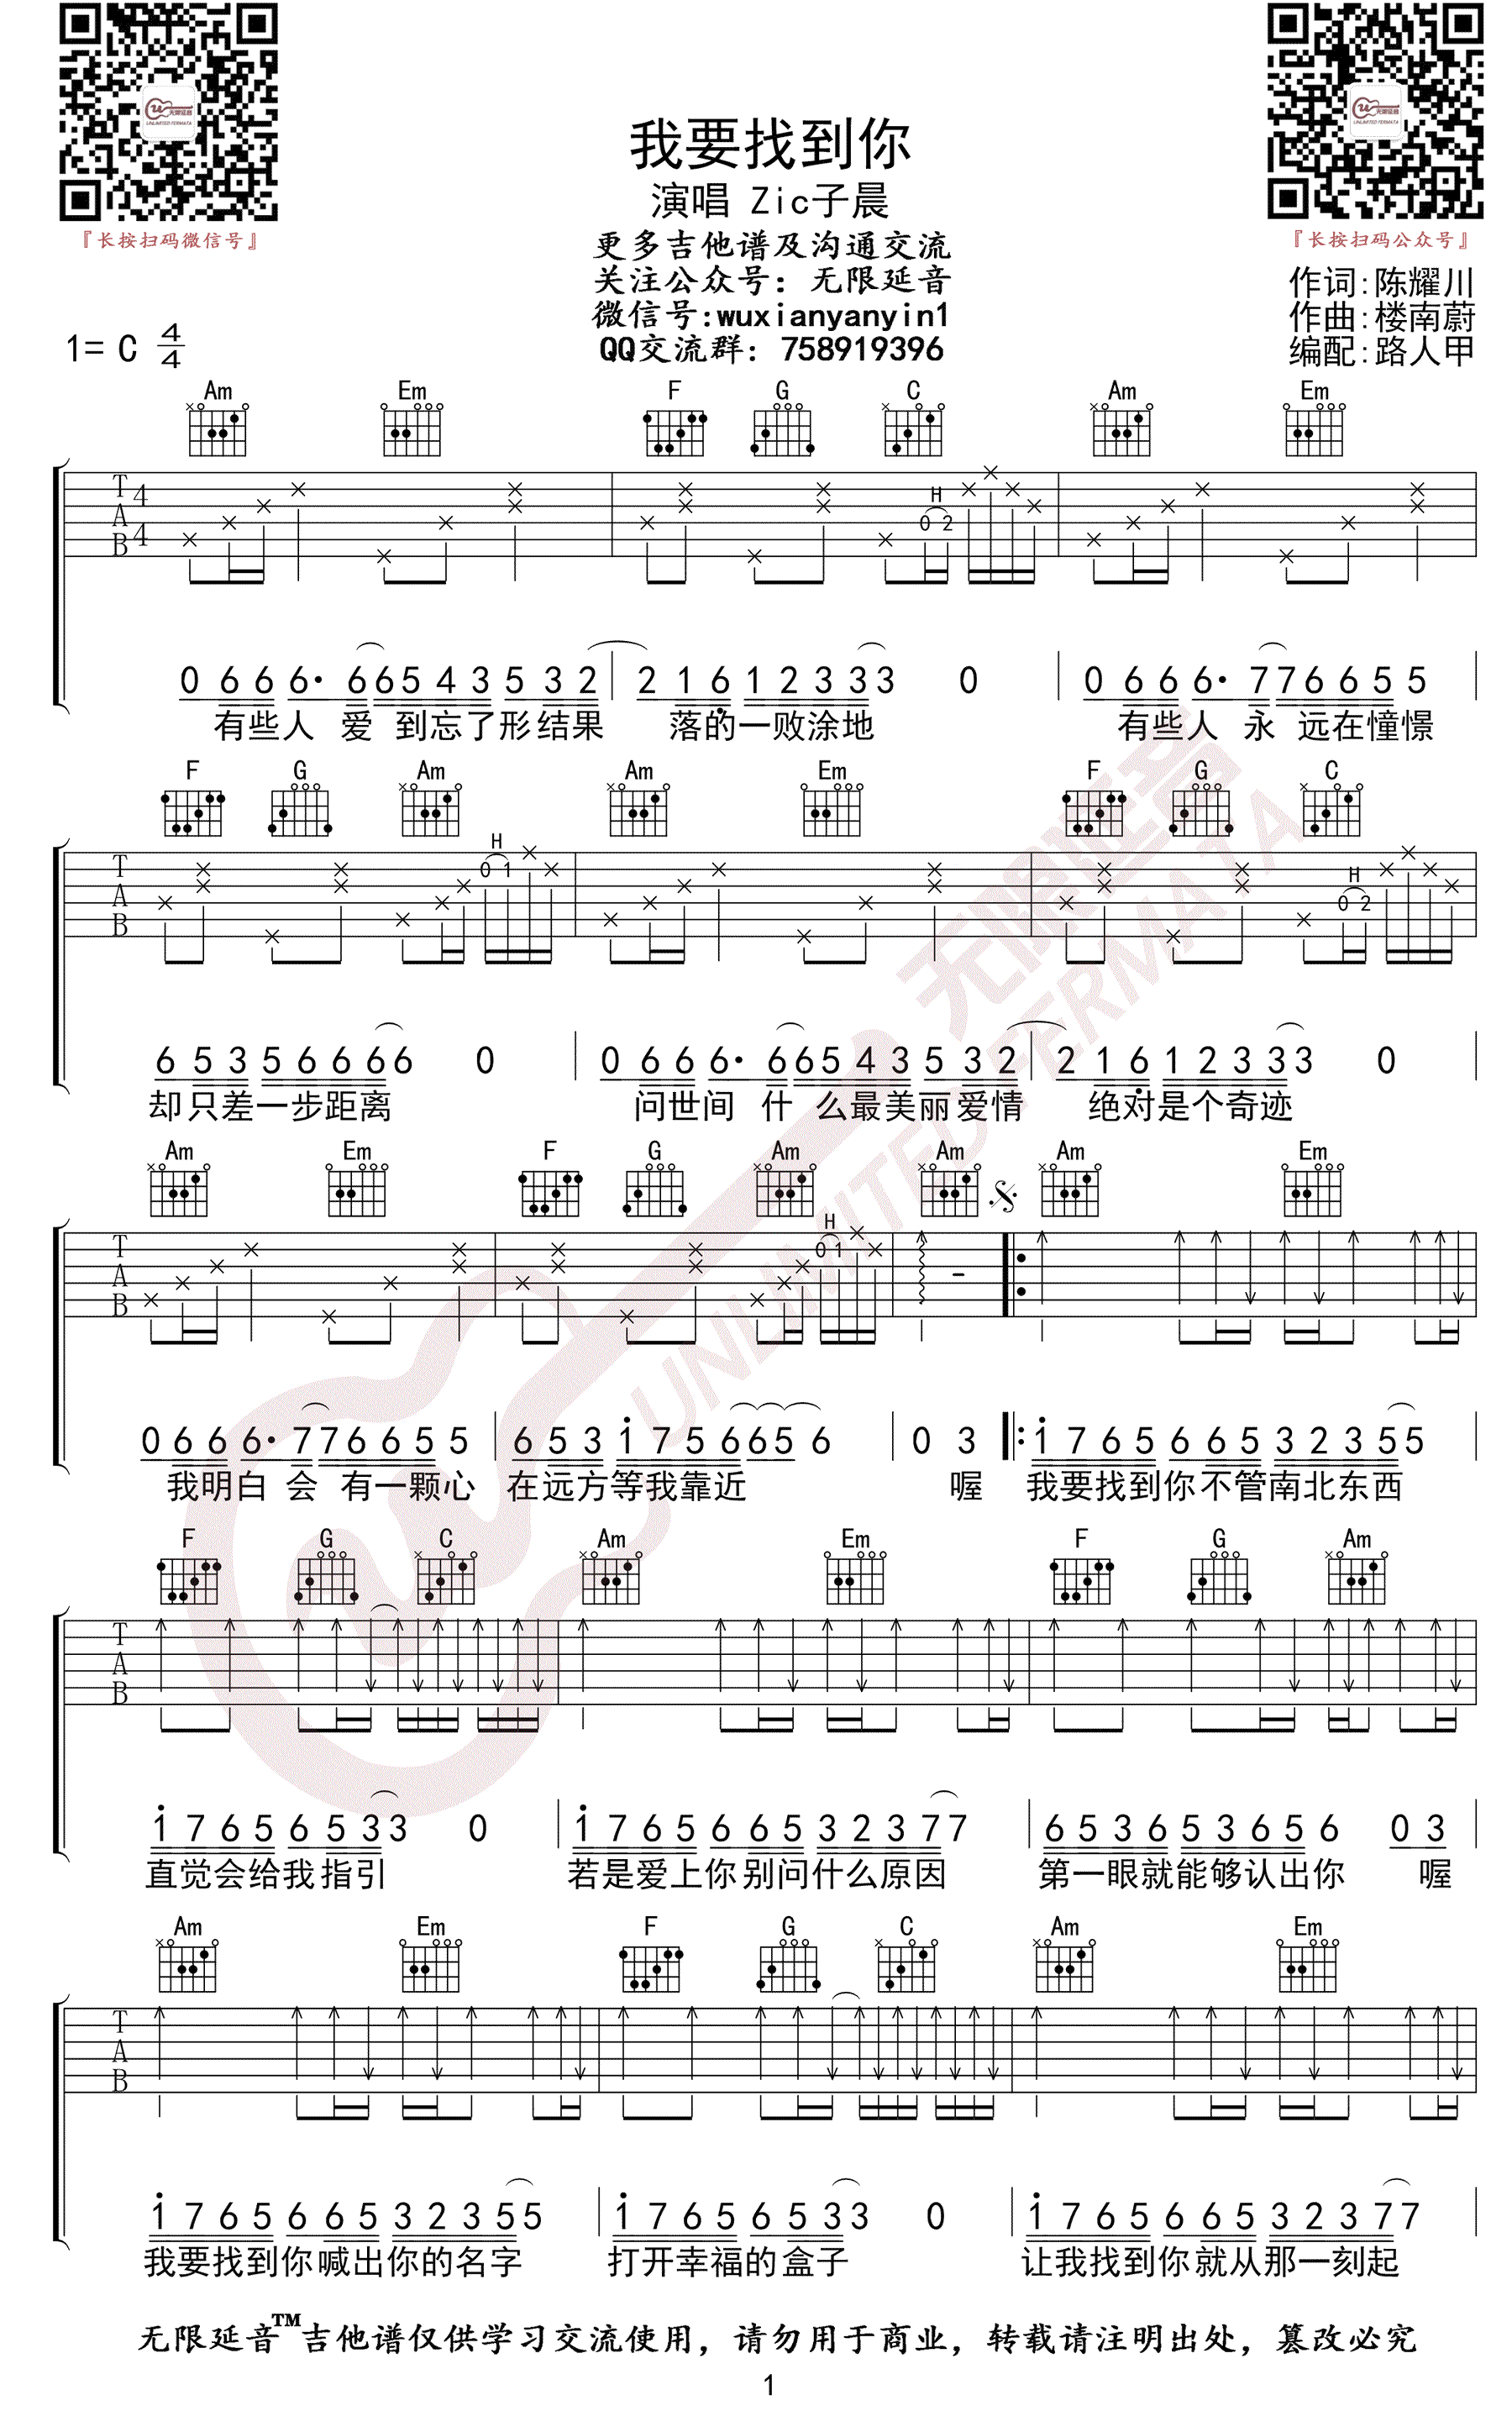 我要找到你
演唱 Zic子晨
『长按扫码微信号』
更多吉他谱及沟通交流
『长按扫码公众号』
关注公众号：无限延音
作词:陈耀川
微信号:wuxianyanyin1
作曲:楼南蔚
1= C 4/4
QQ交流群：758919396
编配:路人甲
Am Em F G C Am Em
T A B 4 4
H
0 2
0 6 6 6· 6 6 5 4 3 5 3 2 2 1 6 1 2 3 3 3 0 0 6 6 6· 7 7 6 6 5 5
有些人 爱 到忘了形结果 落的一败涂地 有些人 永 远在憧憬
F G Am Am Em F G C
T A B
H H
0 1 0 2
6 5 3 5 6 6 6 6 0 0 6 6 6· 6 6 5 4 3 5 3 2 2 1 6 1 2 3 3 3 0
却只差一步距离 问世间 什 么最美丽爱情 绝对是个奇迹
Am Em F G Am Am Am Em
T A B
H
0 1
0 6 6 6· 7 7 6 6 5 5 6 5 3 1 7 5 6 6 5 6 0 3 1 7 6 5 6 6 5 3 2 3 5 5
我明白 会 有一颗心 在远方等我靠近 喔 我要找到你不管南北东西
F G C Am Em F G Am
T A B
1 7 6 5 6 5 3 3 0 1 7 6 5 6 6 5 3 2 3 7 7 6 5 3 6 5 3 6 5 6 0 3
直觉会给我指引 若是爱上你别问什么原因 第一眼就能够认出你 喔
Am Em F G C Am Em
T A B
1 7 6 5 6 6 5 3 2 3 5 5 1 7 6 5 6 5 3 3 0 1 7 6 5 6 6 5 3 2 3 7 7
我要找到你喊出你的名字 打开幸福的盒子 让我找到你就从那一刻起
无限延音™吉他谱仅供学习交流使用，请勿用于商业，转载请注明出处，篡改必究
1
无限延音
UNLIMITED FERMATA